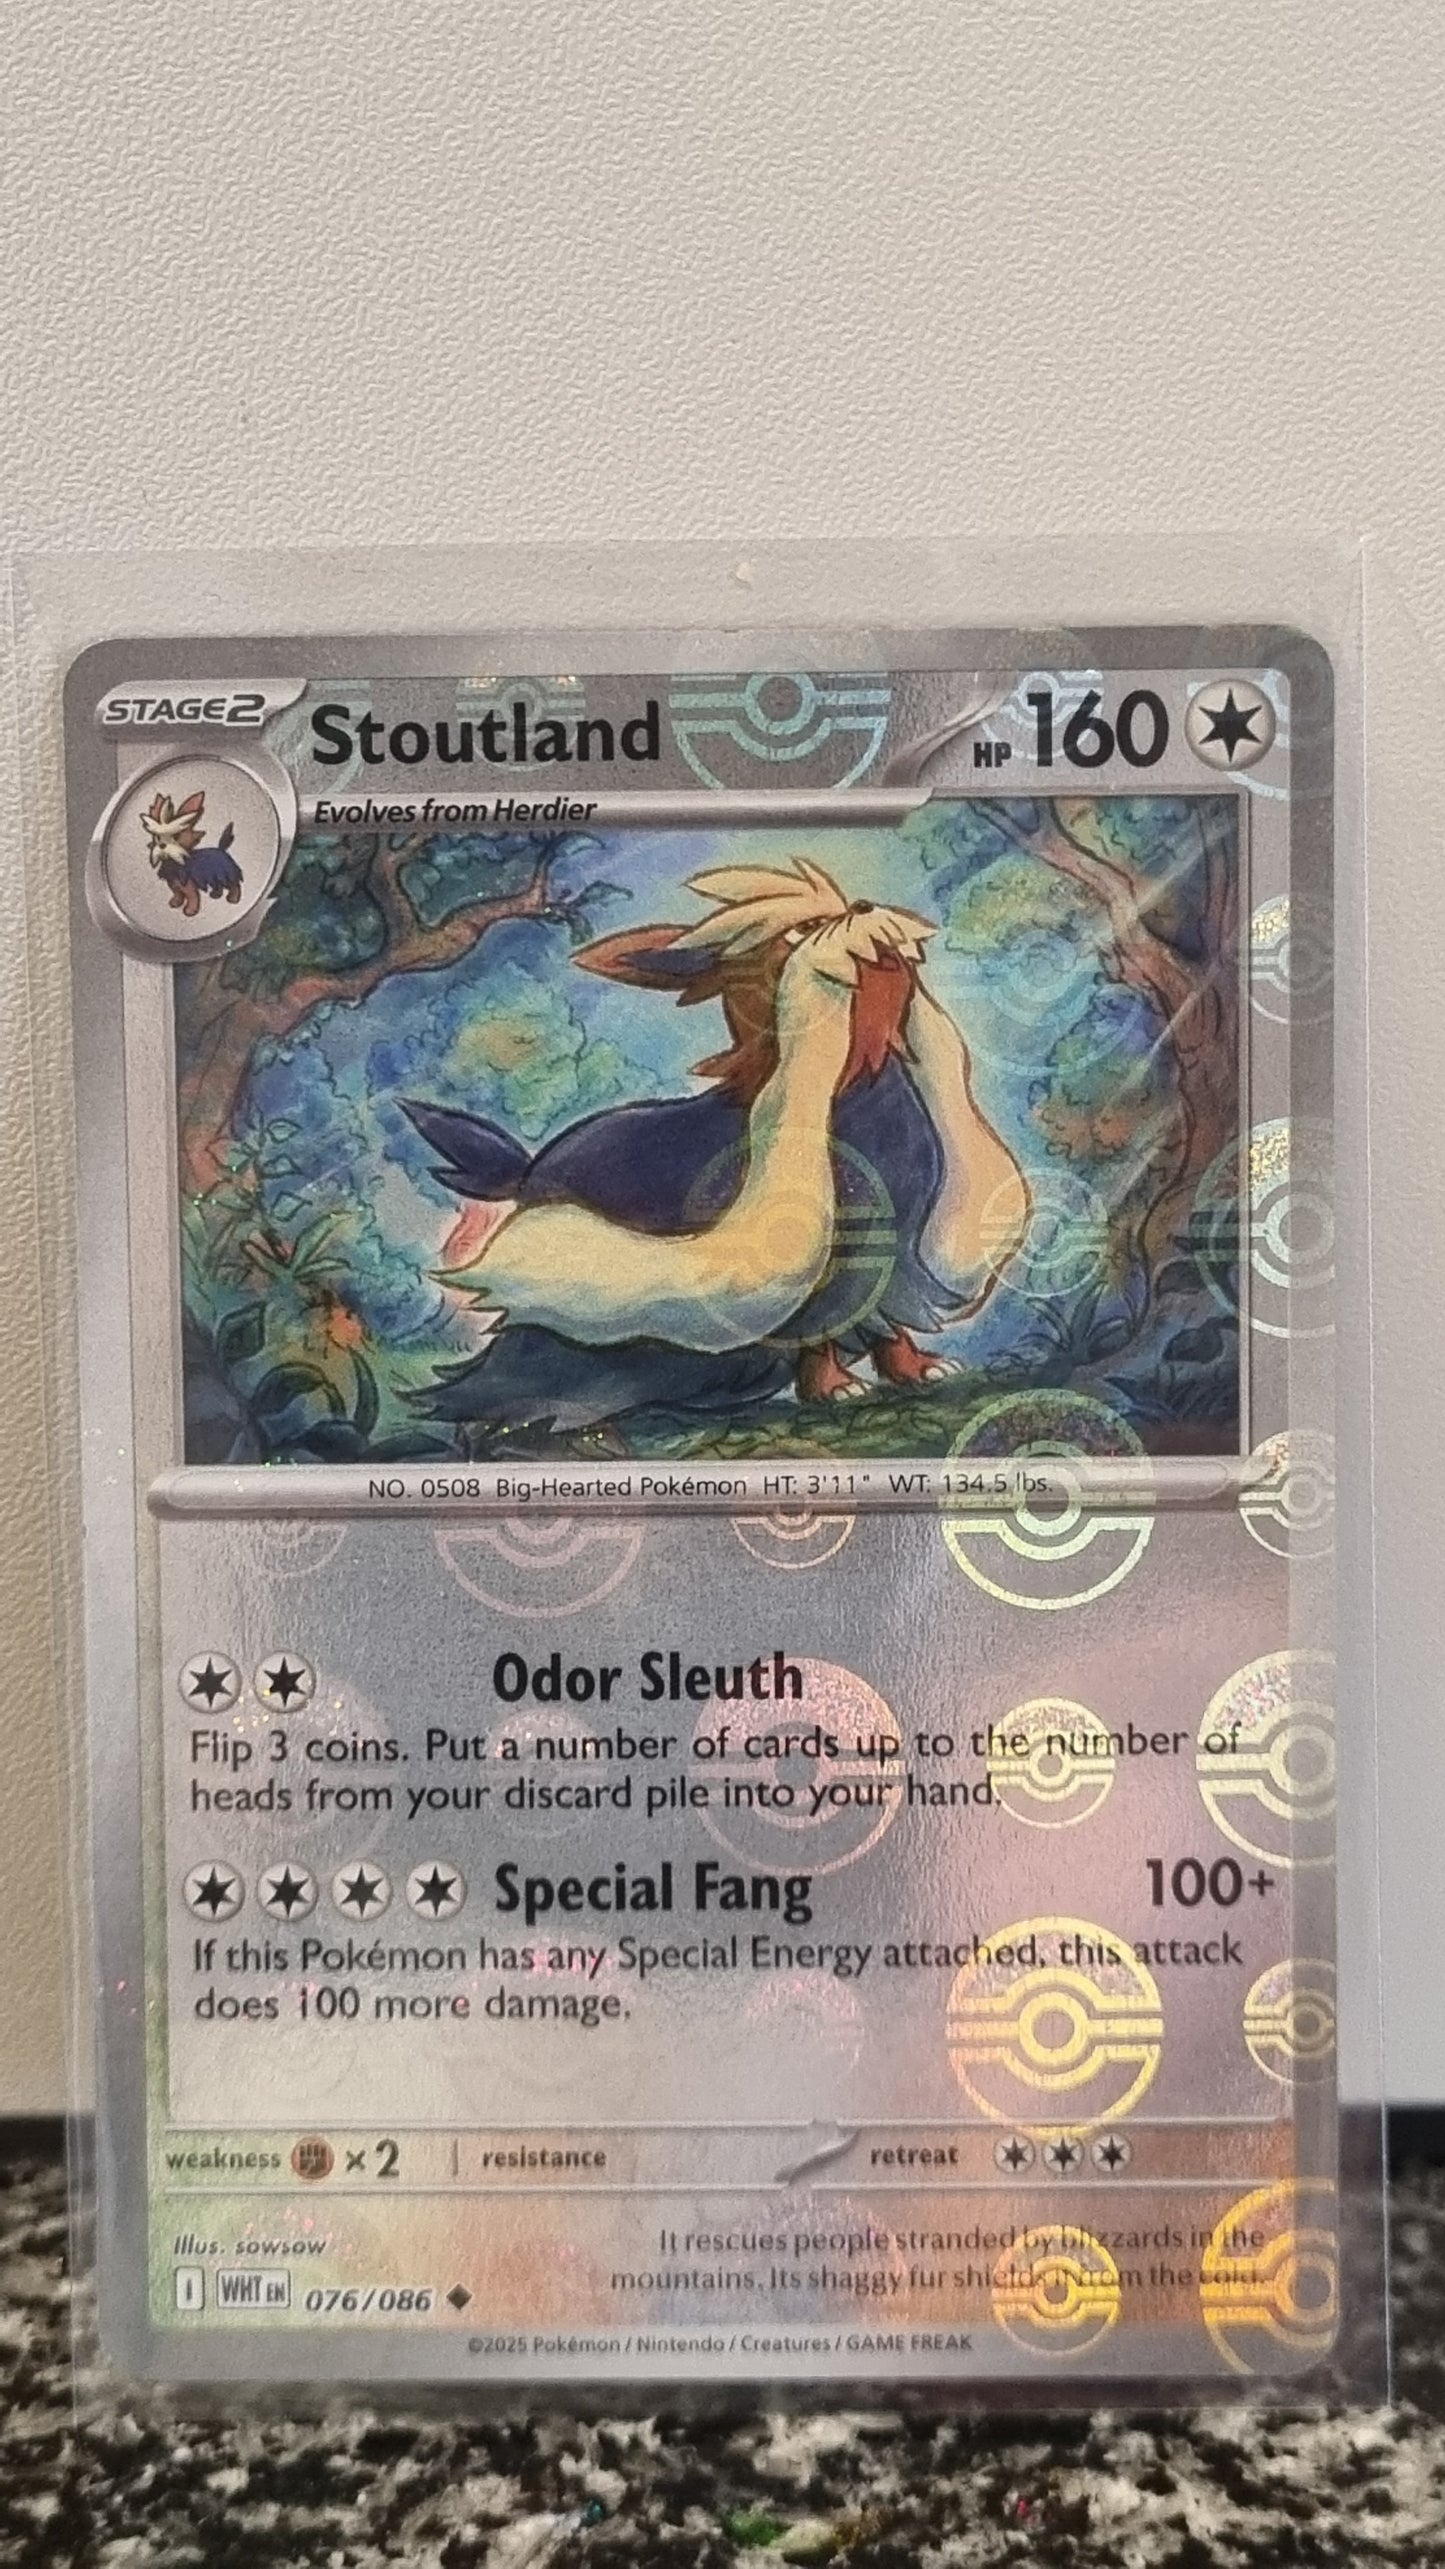 STAGE2
Stoutland
HP 160
Evolves from Herdier
NO. 0508 Big-Hearted Pokémon HT: 3'11" WT: 134.5 lbs.
Odor Sleuth
Flip 3 coins. Put a number of cards up to the number of
heads from your discard pile into your hand.
Special Fang 100+
If this Pokémon has any Special Energy attached, this attack
does 100 more damage.
weakness ×2 resistance retreat
Illus. sowsow
It rescues people stranded by blizzards in the
mountains. Its shaggy fur shields it from the cold.
I WHT EN 076/086
©2025 Pokémon / Nintendo / Creatures / GAME FREAK